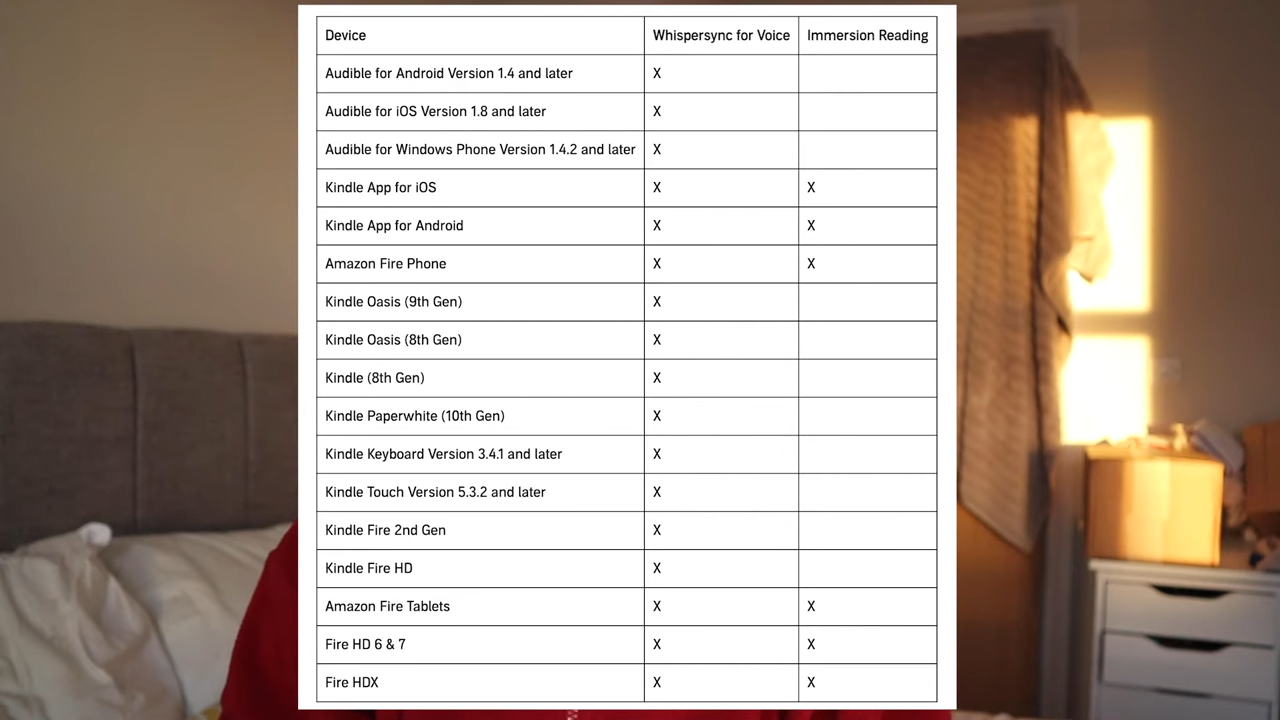 Device Whispersync for Voice Immersion Reading
Audible for Android Version 1.4 and later X
Audible for iOS Version 1.8 and later X
Audible for Windows Phone Version 1.4.2 and later X
Kindle App for iOS X X
Kindle App for Android X X
Amazon Fire Phone X X
Kindle Oasis (9th Gen) X
Kindle Oasis (8th Gen) X
Kindle (8th Gen) X
Kindle Paperwhite (10th Gen) X
Kindle Keyboard Version 3.4.1 and later X
Kindle Touch Version 5.3.2 and later X
Kindle Fire 2nd Gen X
Kindle Fire HD X
Amazon Fire Tablets X X
Fire HD 6 & 7 X X
Fire HDX X X